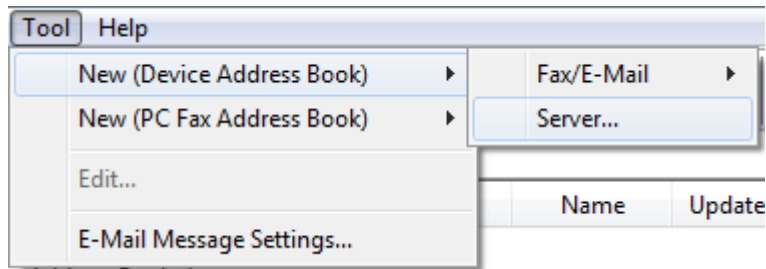 Tool Help
New (Device Address Book)
Fax/E-Mail
New (PC Fax Address Book)
Server...
Edit...
Name Update
E-Mail Message Settings...